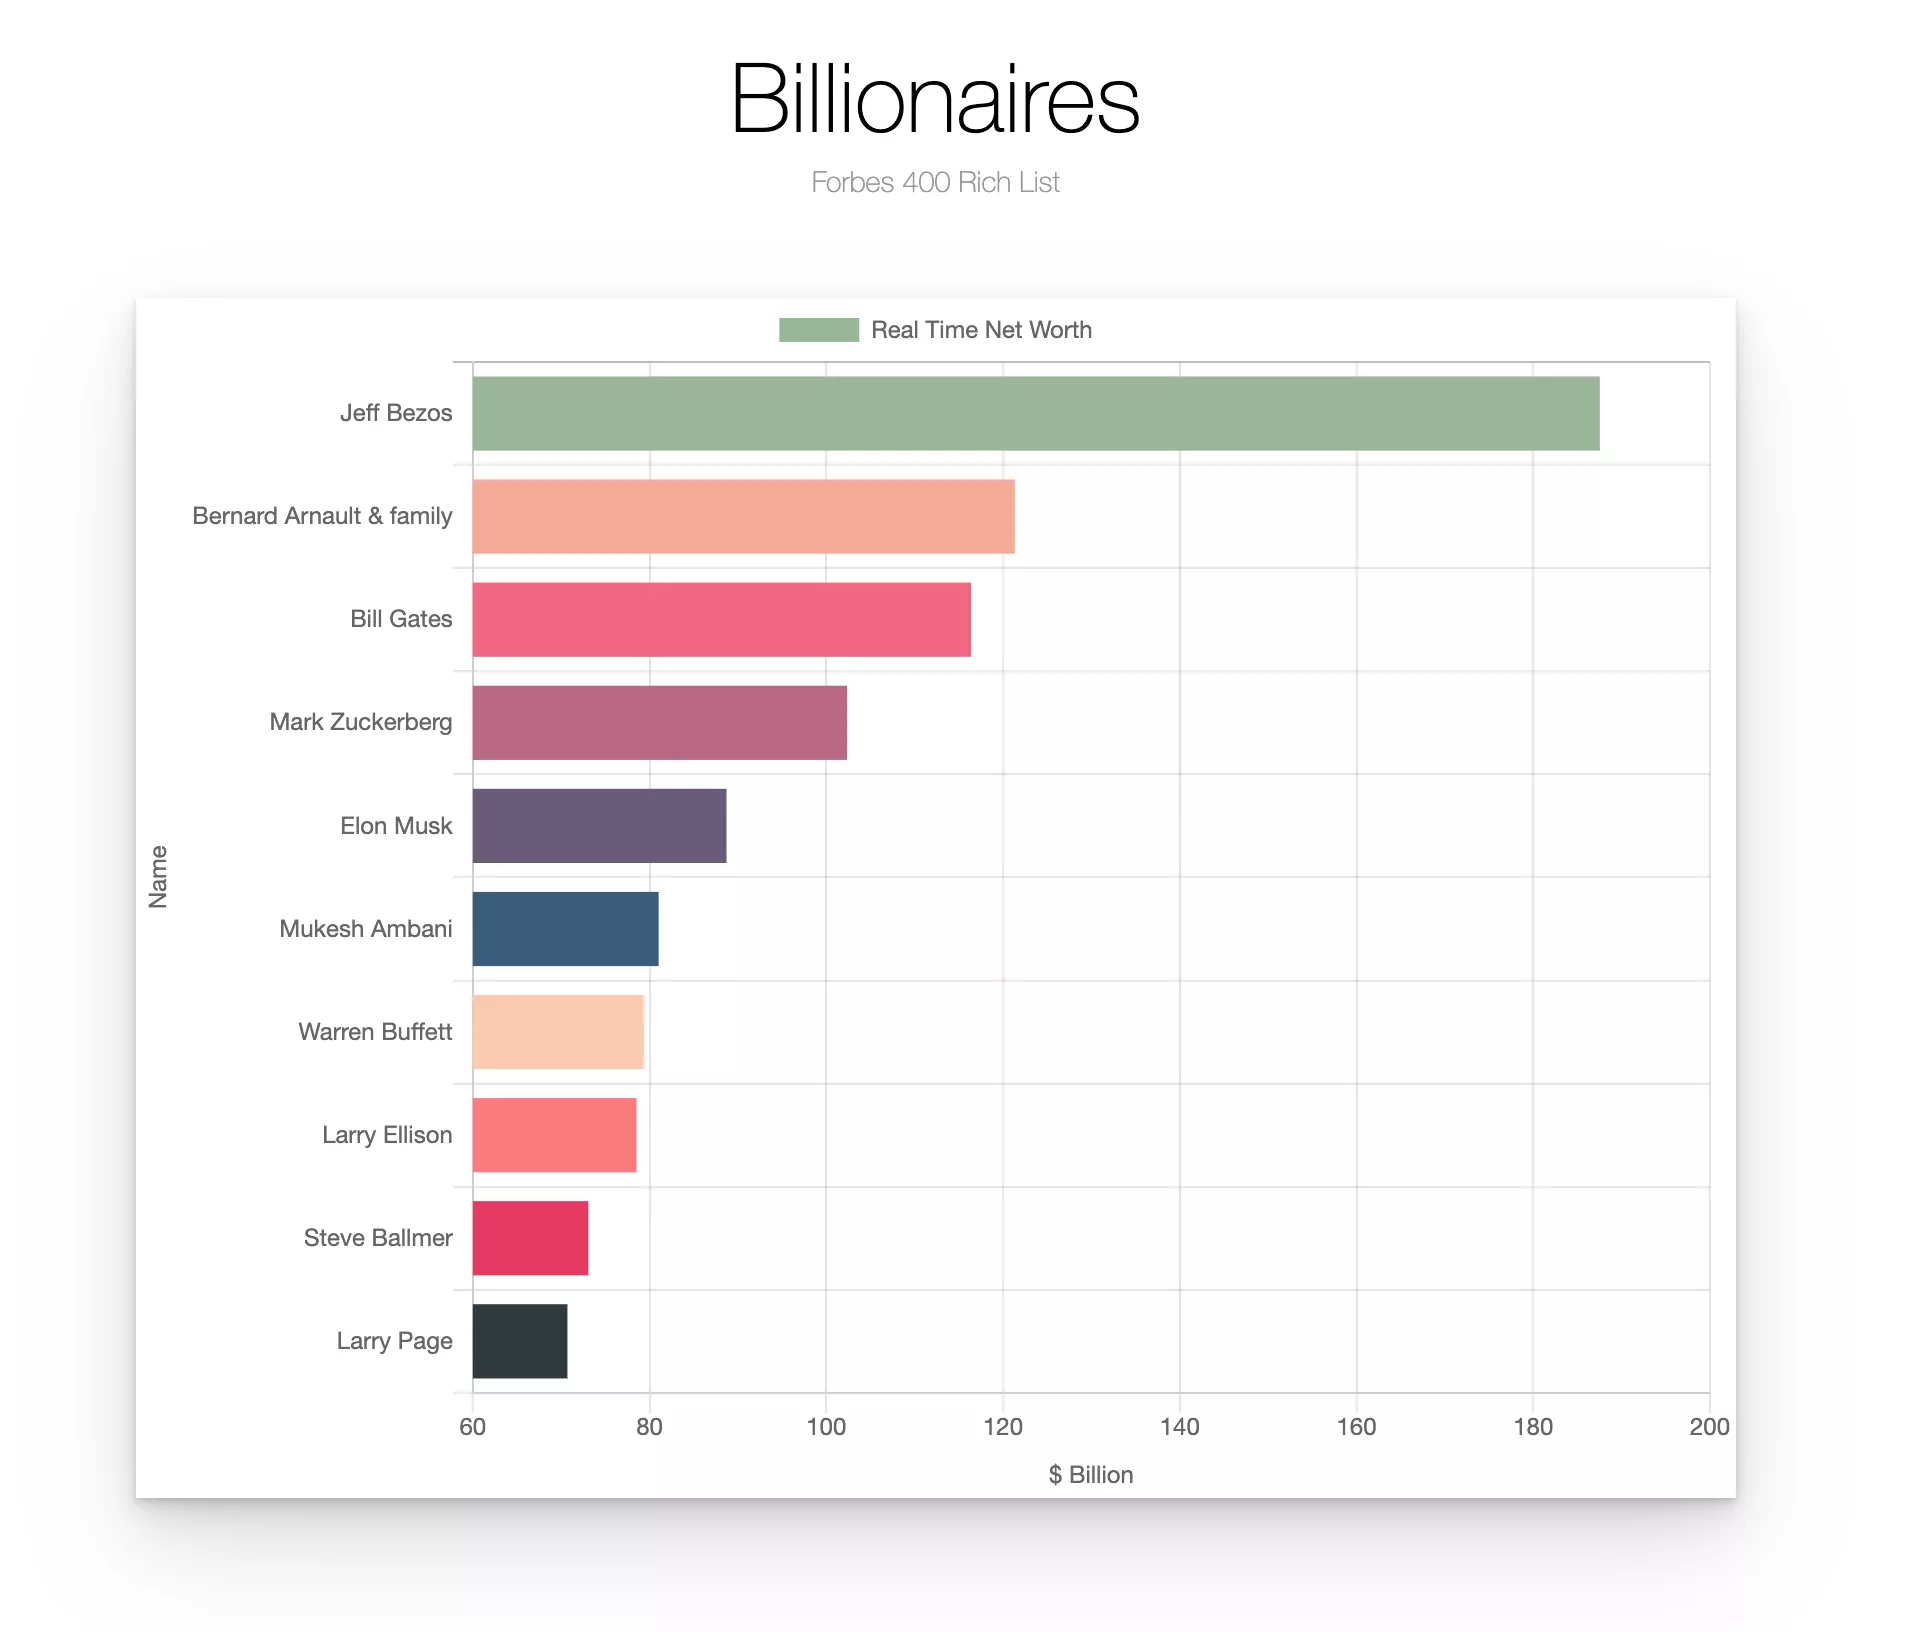 Billionaires
Forbes 400 Rich List
Real Time Net Worth
Jeff Bezos
Bernard Arnault & family
Bill Gates
Mark Zuckerberg
Elon Musk
Name
Mukesh Ambani
Warren Buffett
Larry Ellison
Steve Ballmer
Larry Page
60 80 100 120 140 160 180 200
$ Billion